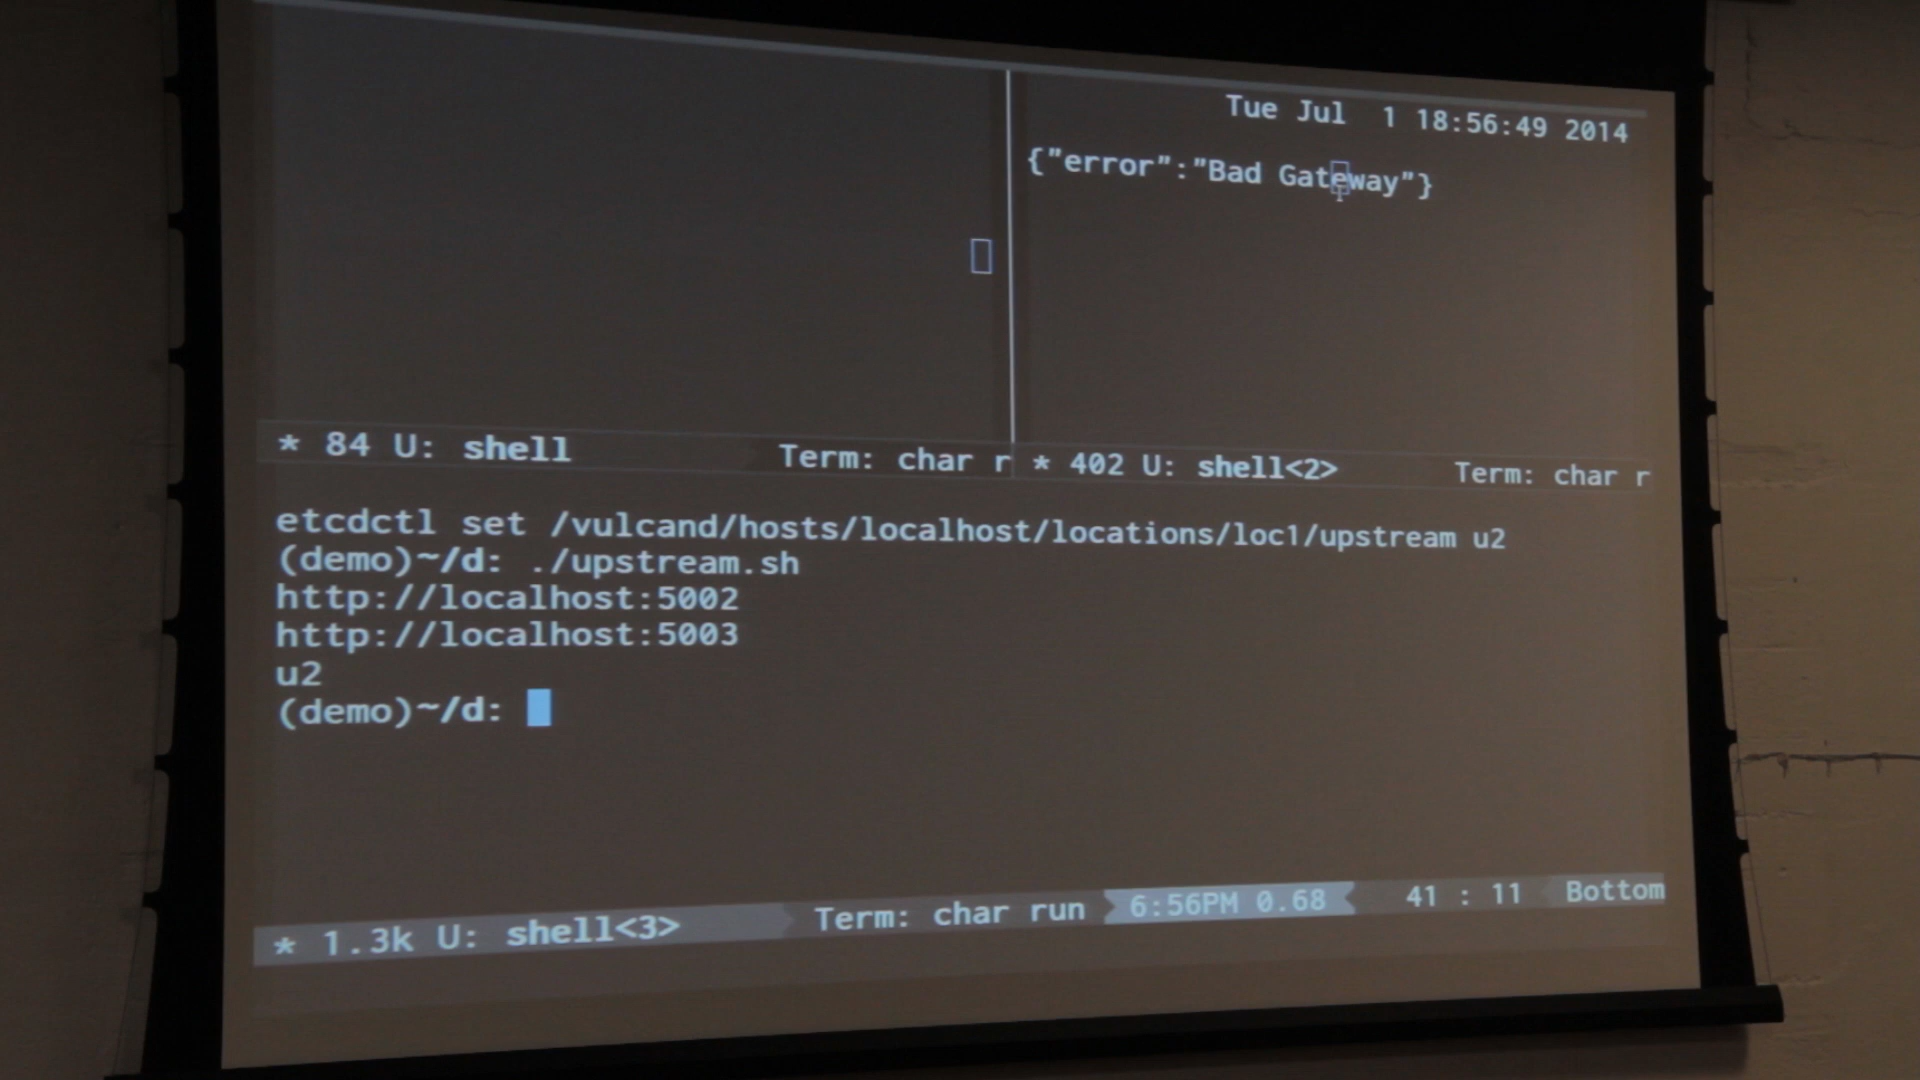 Tue Jul 1 18:56:49 2014
{"error":"Bad Gateway"}
* 84 U: shell Term: char r
* 402 U: shell<2> Term: char r
etcdctl set /vulcand/hosts/localhost/locations/loc1/upstream u2
(demo)~/d: ./upstream.sh
http://localhost:5002
http://localhost:5003
u2
(demo)~/d:
* 1.3k U: shell<3> Term: char run 6:56PM 0.68 41 : 11 Bottom